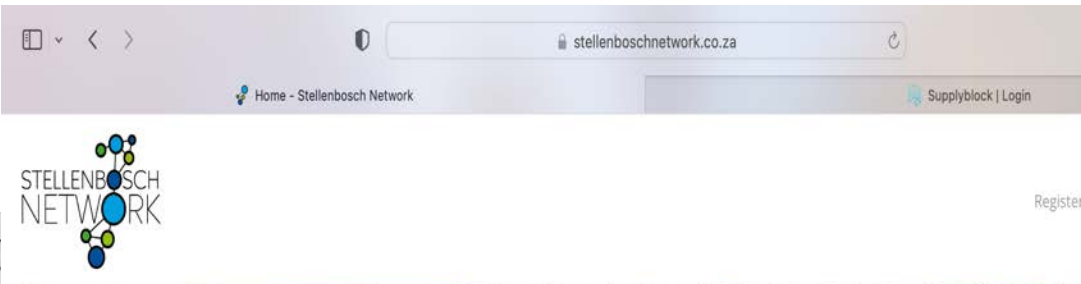 stellenboschnetwork.co.za
Home - Stellenbosch Network
Supplyblock | Login
STELLENBOSCH
NETWORK
Register